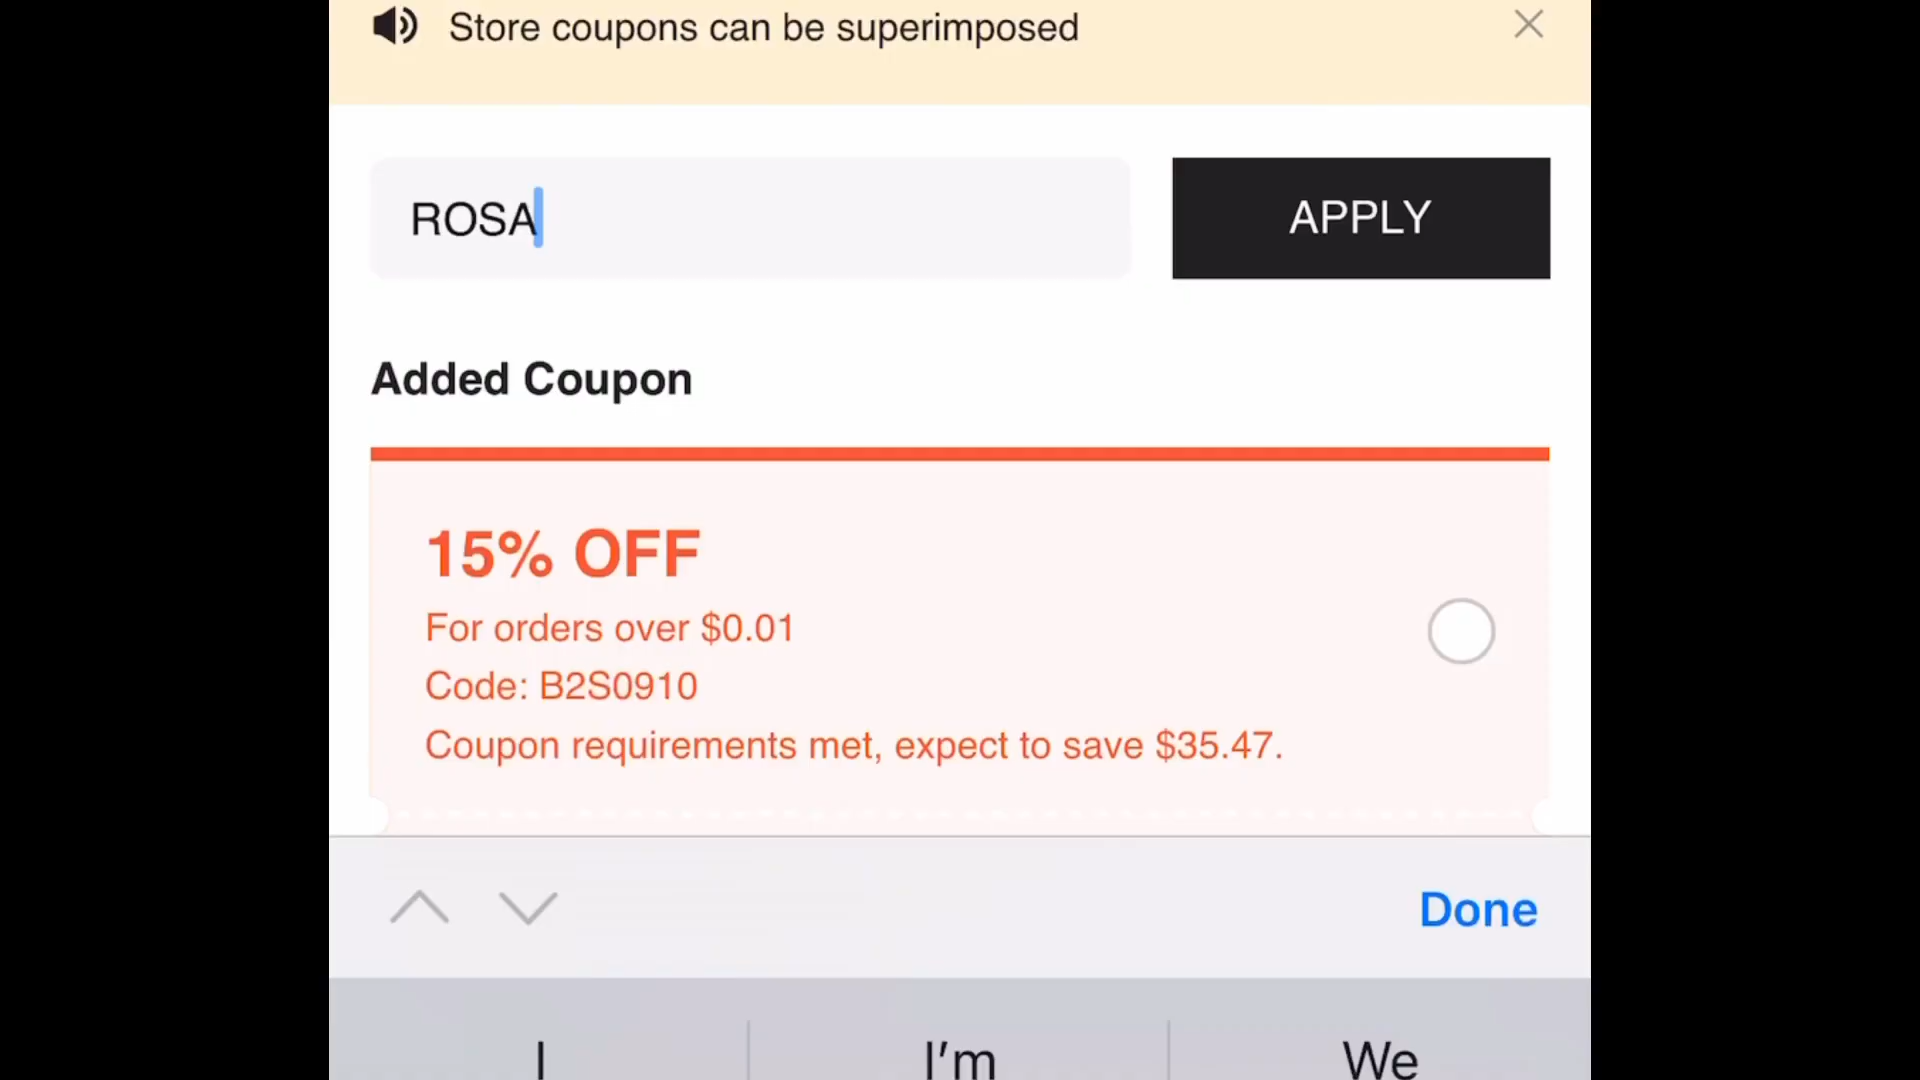 Store coupons can be superimposed
ROSA
APPLY
Added Coupon
15% OFF
For orders over $0.01
Code: B2S0910
Coupon requirements met, expect to save $35.47.
Done
I
I'm
We